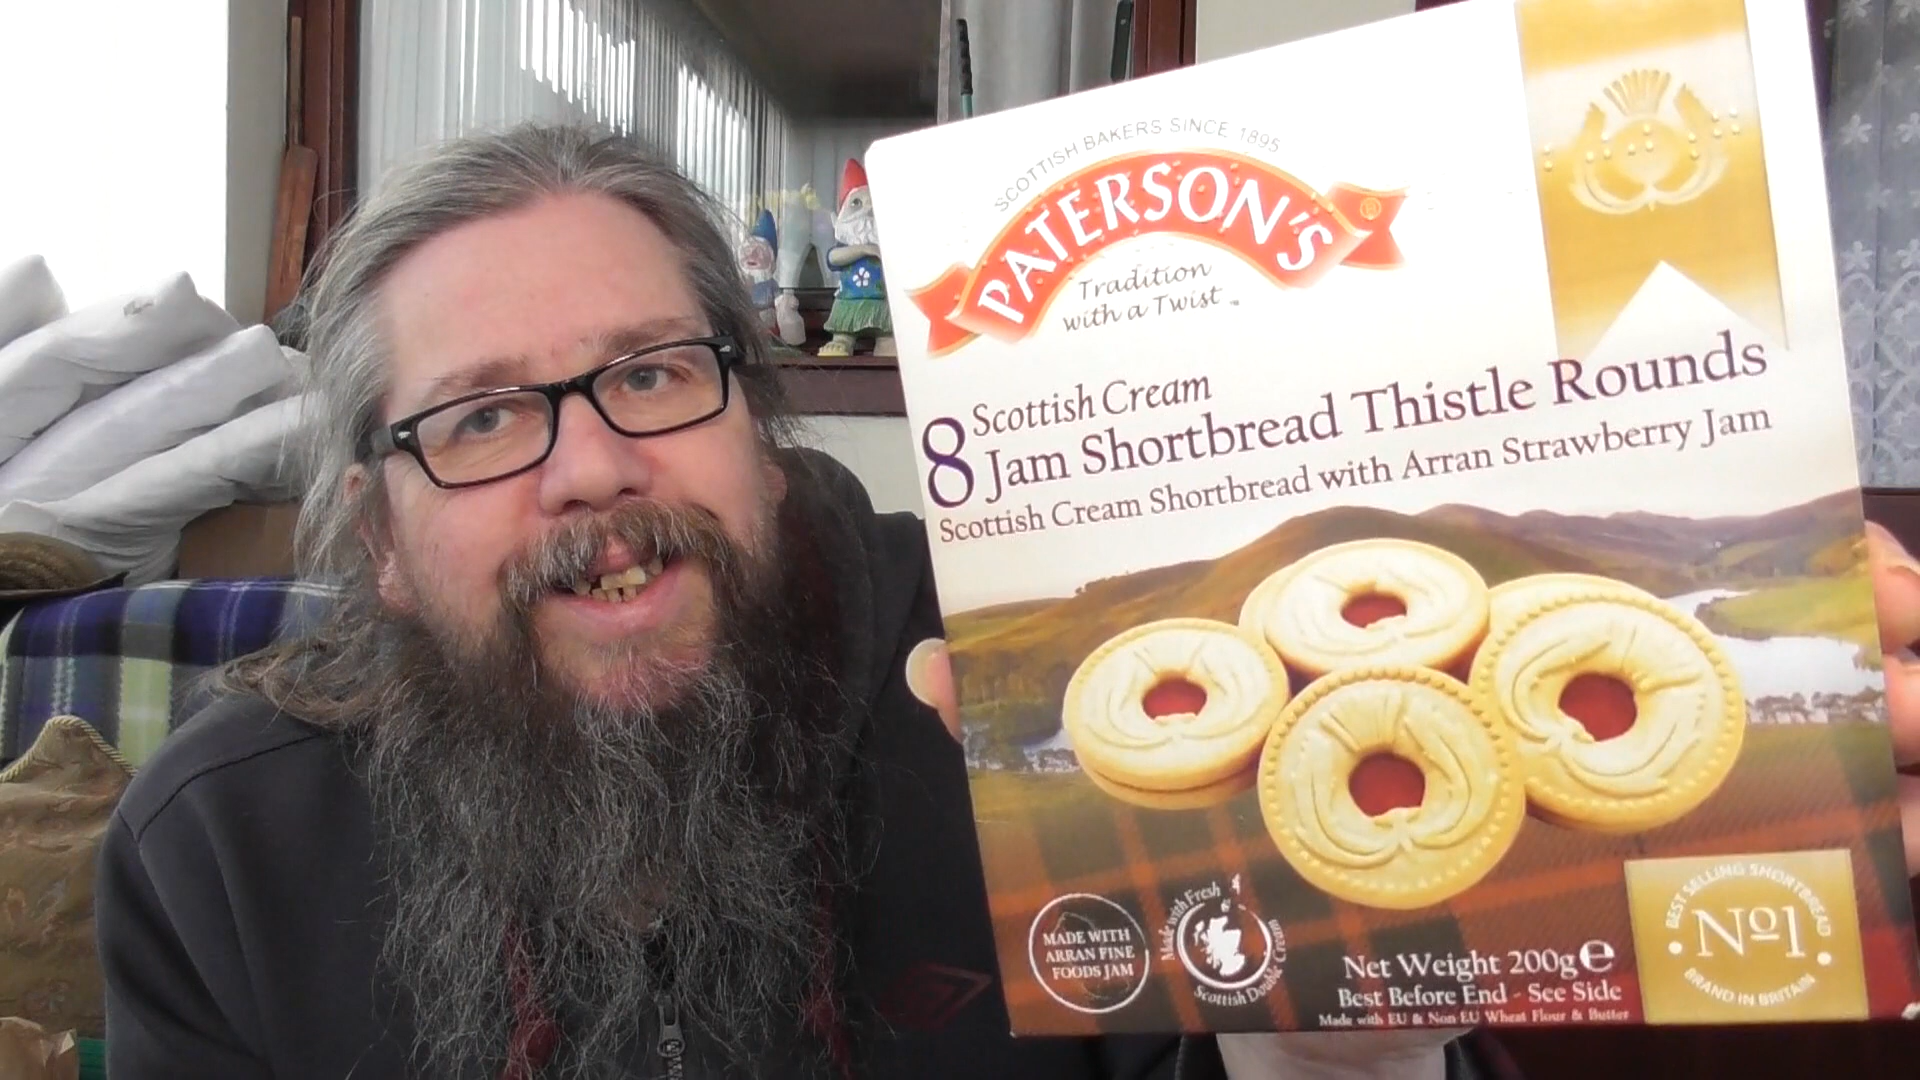 SCOTTISH BAKERS SINCE 1895
PATERSON'S ®
Tradition
with a Twist
8 Scottish Cream
Jam Shortbread Thistle Rounds
Scottish Cream Shortbread with Arran Strawberry Jam
MADE WITH
ARRAN FINE
FOODS JAM
Made with Fresh
Scottish Double Cream
Net Weight 200g ℮
Best Before End - See Side
Made with EU & Non-EU Wheat Flour & Butter
BEST SELLING SHORTBREAD
Nº1
BRAND IN BRITAIN